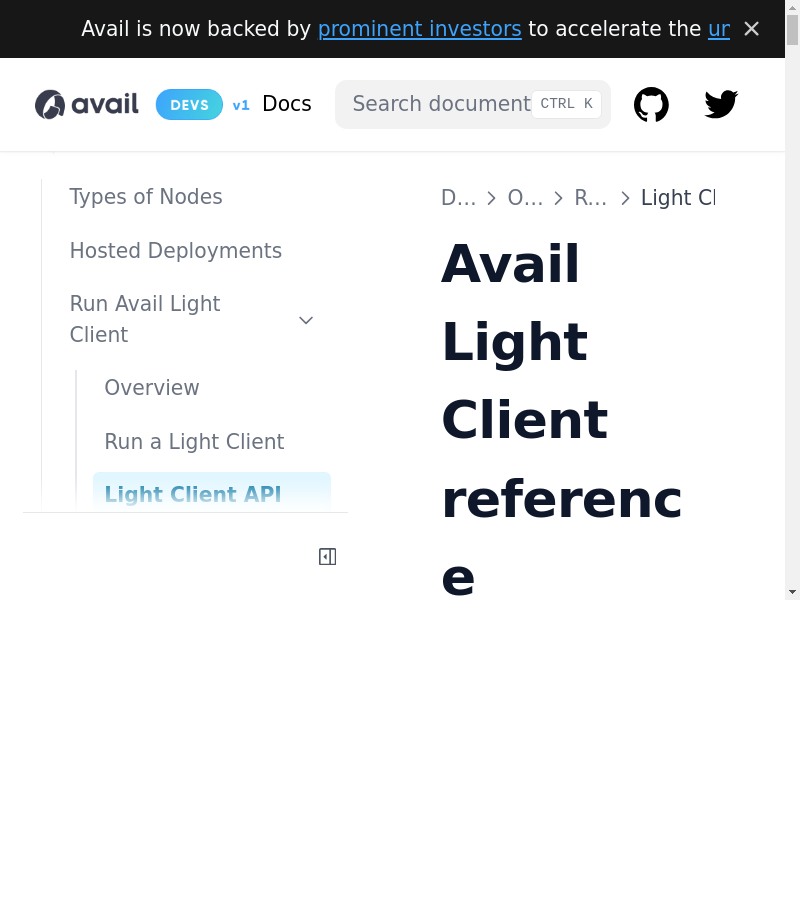 Avail is now backed by prominent investors to accelerate the ur
avail DEVS v1 Docs Search document CTRL K
Types of Nodes
Hosted Deployments
Run Avail Light
Client
Overview
Run a Light Client
Light Client API
D… O… R… Light Cl
Avail
Light
Client
referenc
e